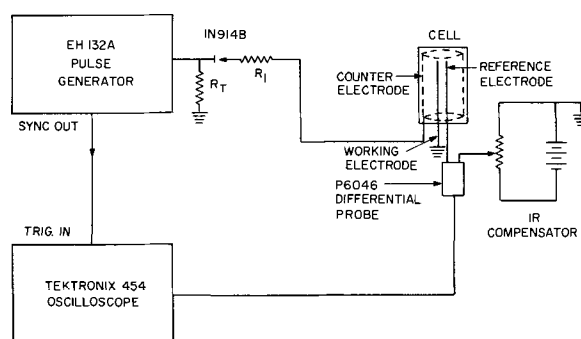 EH 132A
PULSE
GENERATOR
SYNC OUT
IN914B
R_T
R_I
CELL
COUNTER
ELECTRODE
REFERENCE
ELECTRODE
WORKING
ELECTRODE
P6046
DIFFERENTIAL
PROBE
IR
COMPENSATOR
TRIG. IN
TEKTRONIX 454
OSCILLOSCOPE